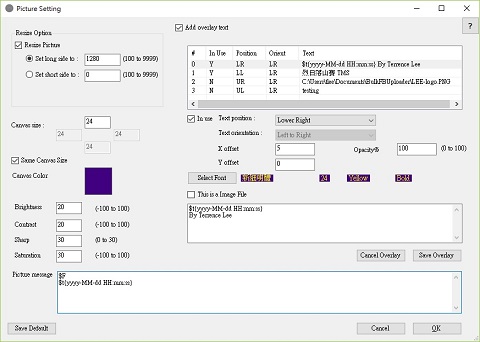 Picture Setting
Resize Option
Resize Picture
Set long side to : 1280 (100 to 9999)
Set short side to : 0 (100 to 9999)
Canvas size :
24
24 24
24
Same Canvas Size
Canvas Color
Brightness 20 (-100 to 100)
Contrast 20 (-100 to 100)
Sharp 30 (0 to 30)
Saturation 30 (-100 to 100)
Add overlay text
?
# In Use Position Orient Text
0 Y LR LR $t(yyyy-MM-dd HH:mm:ss) By Terrence Lee
1 Y LL LR 烈日落山賽 TMS
2 N UR LR C:\Users\tlee\Documents\BulkFBUploader\LEE-logo.PNG
3 N UL LR testing
In use Text position : Lower Right
Text orientation : Left to Right
X offset 5 Opacity% 100 (0 to 100)
Y offset 0
Select Font 新細明體 24 Yellow Bold
This is a Image File
$t(yyyy-MM-dd HH:mm:ss)
By Terrence Lee
Cancel Overlay Save Overlay
Picture message
$F
$t(yyyy-MM-dd HH:mm:ss)
Save Default Cancel OK